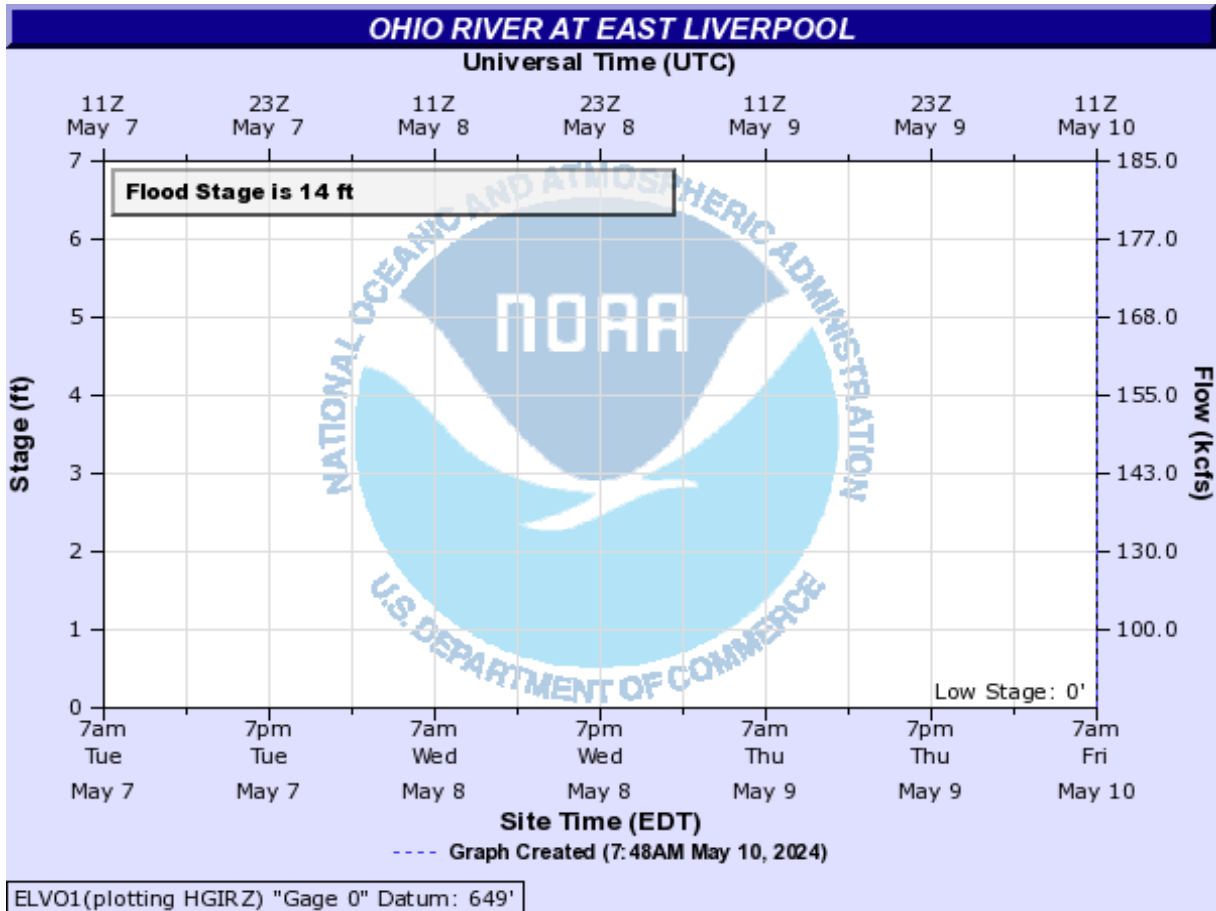 OHIO RIVER AT EAST LIVERPOOL
Universal Time (UTC)
11Z 23Z 11Z 23Z 11Z 23Z 11Z
May 7 May 7 May 8 May 8 May 9 May 9 May 10
7 185.0
Flood Stage is 14 ft
6 177.0
5 168.0
4 155.0
3 143.0
2 130.0
1 100.0
0
Stage (ft)
Flow (kcfs)
NATIONAL OCEANIC AND ATMOSPHERIC ADMINISTRATION
NOAA
U.S. DEPARTMENT OF COMMERCE
Low Stage: 0'
7am 7pm 7am 7pm 7am 7pm 7am
Tue Tue Wed Wed Thu Thu Fri
May 7 May 7 May 8 May 8 May 9 May 9 May 10
Site Time (EDT)
---- Graph Created (7:48AM May 10, 2024)
ELVO1(plotting HGIRZ) "Gage 0" Datum: 649'